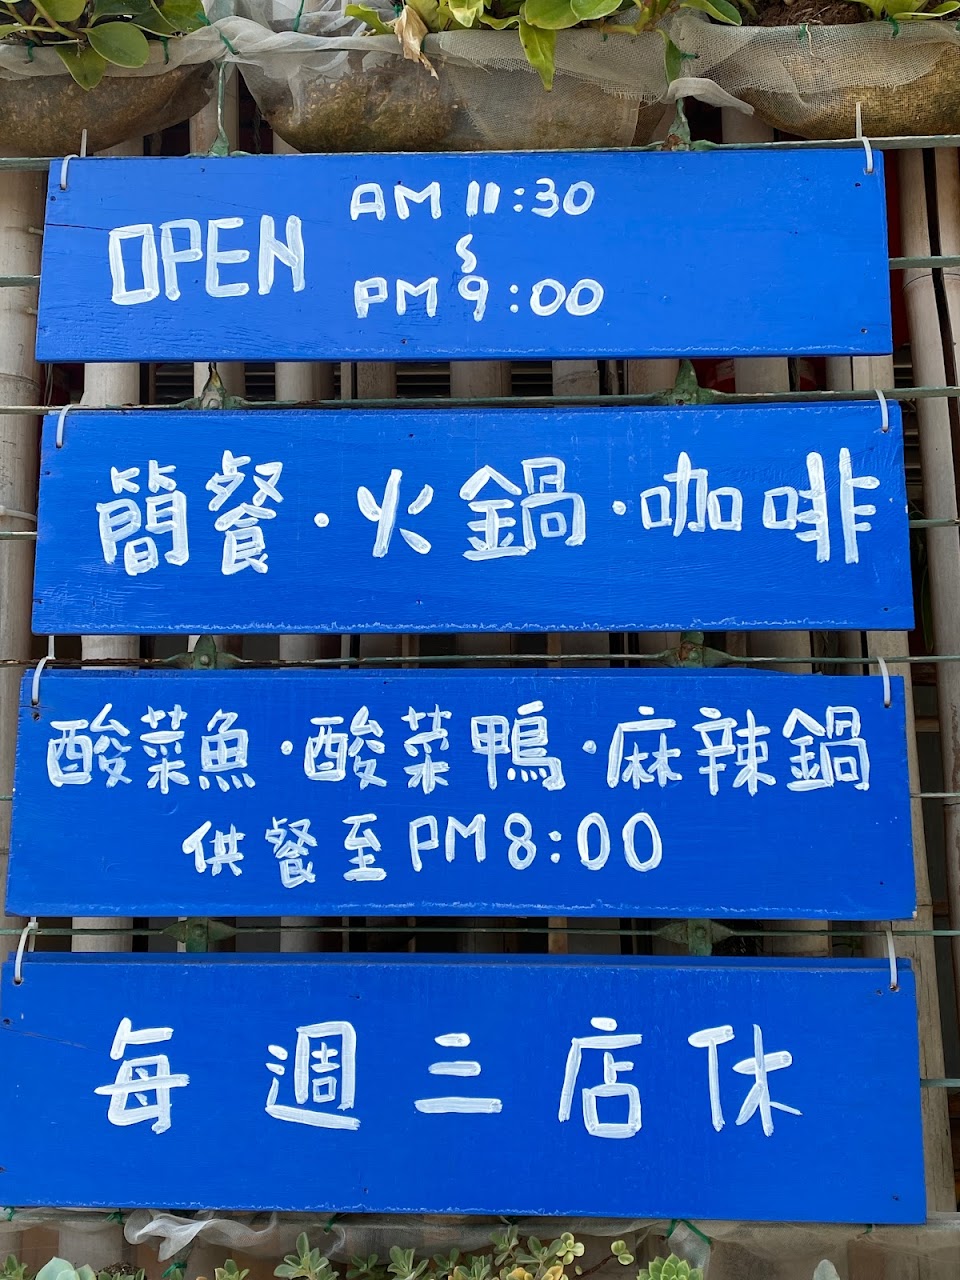 OPEN
AM 11:30
~
PM 9:00
簡餐·火鍋·咖啡
酸菜魚·酸菜鴨·麻辣鍋
供餐至PM8:00
每週三店休